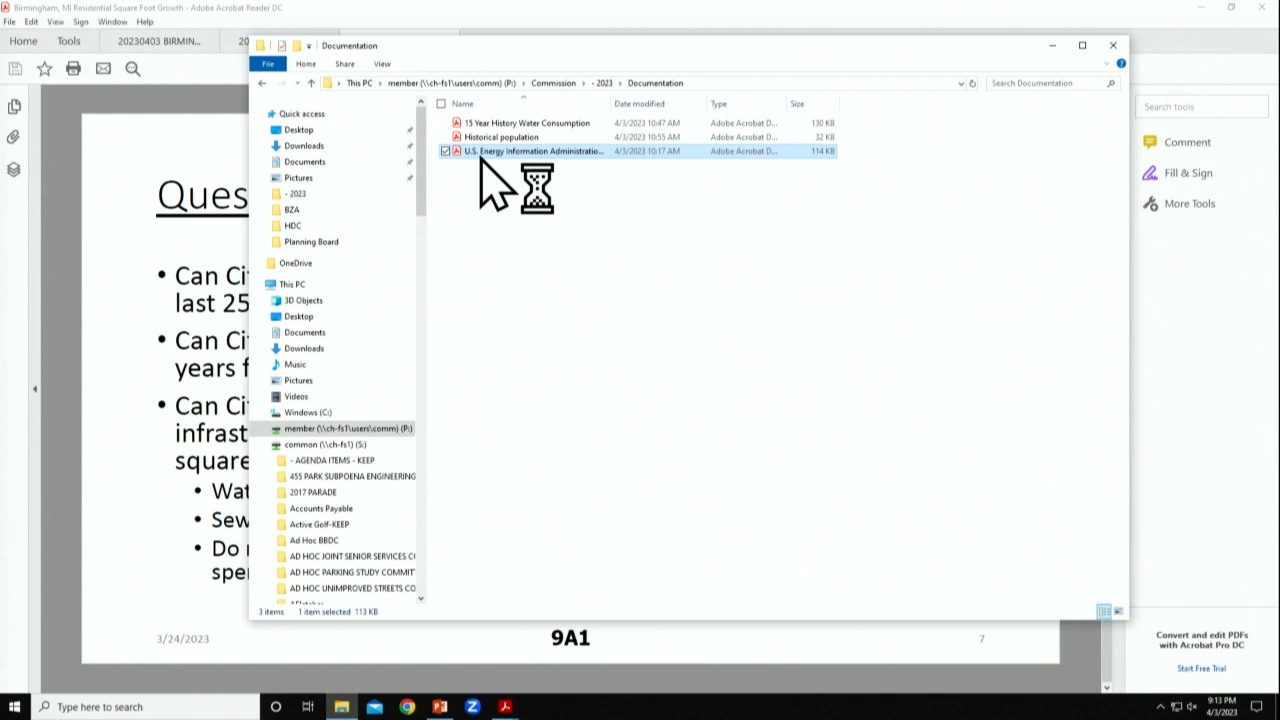 Birmingham, MI Residential Square Foot Growth - Adobe Acrobat Reader DC
File Edit View Sign Window Help
Home Tools 20230403 BIRMIN... 20
Documentation
File Home Share View
This PC member (\\ch-fs1\users\comm) (P:) Commission - 2023 Documentation
Search Documentation
Search tools
Comment
Fill & Sign
More Tools
Quick access
Desktop
Downloads
Documents
Pictures
- 2023
BZA
HDC
Planning Board
OneDrive
This PC
3D Objects
Desktop
Documents
Downloads
Music
Pictures
Videos
Windows (C:)
member (\\ch-fs1\users\comm) (P:)
common (\\ch-fs1) (S:)
- AGENDA ITEMS - KEEP
455 PARK SUBPOENA ENGINEERING
2017 PARADE
Accounts Payable
Active Golf-KEEP
Ad Hoc BBDC
AD HOC JOINT SENIOR SERVICES C
AD HOC PARKING STUDY COMMIT
AD HOC UNIMPROVED STREETS CO
Name Date modified Type Size
15 Year History Water Consumption 4/3/2023 10:47 AM Adobe Acrobat D... 130 KB
Historical population 4/3/2023 10:55 AM Adobe Acrobat D... 32 KB
U.S. Energy Information Administratio... 4/3/2023 10:17 AM Adobe Acrobat D... 114 KB
3 items 1 item selected 113 KB
Ques
• Can Ci
last 25
• Can Ci
years f
• Can Ci
infrast
square
• Wat
• Sew
• Do
spe
3/24/2023 9A1 7
Convert and edit PDFs
with Acrobat Pro DC
Start Free Trial
Type here to search
9:13 PM
4/3/2023